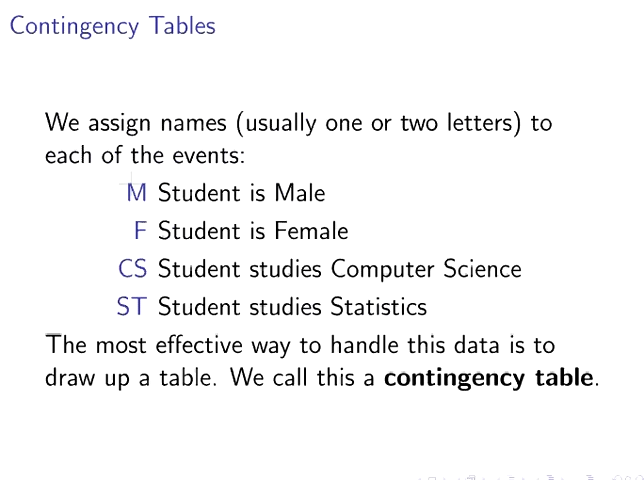 Contingency Tables
We assign names (usually one or two letters) to
each of the events:
M Student is Male
F Student is Female
CS Student studies Computer Science
ST Student studies Statistics
The most effective way to handle this data is to
draw up a table. We call this a contingency table.